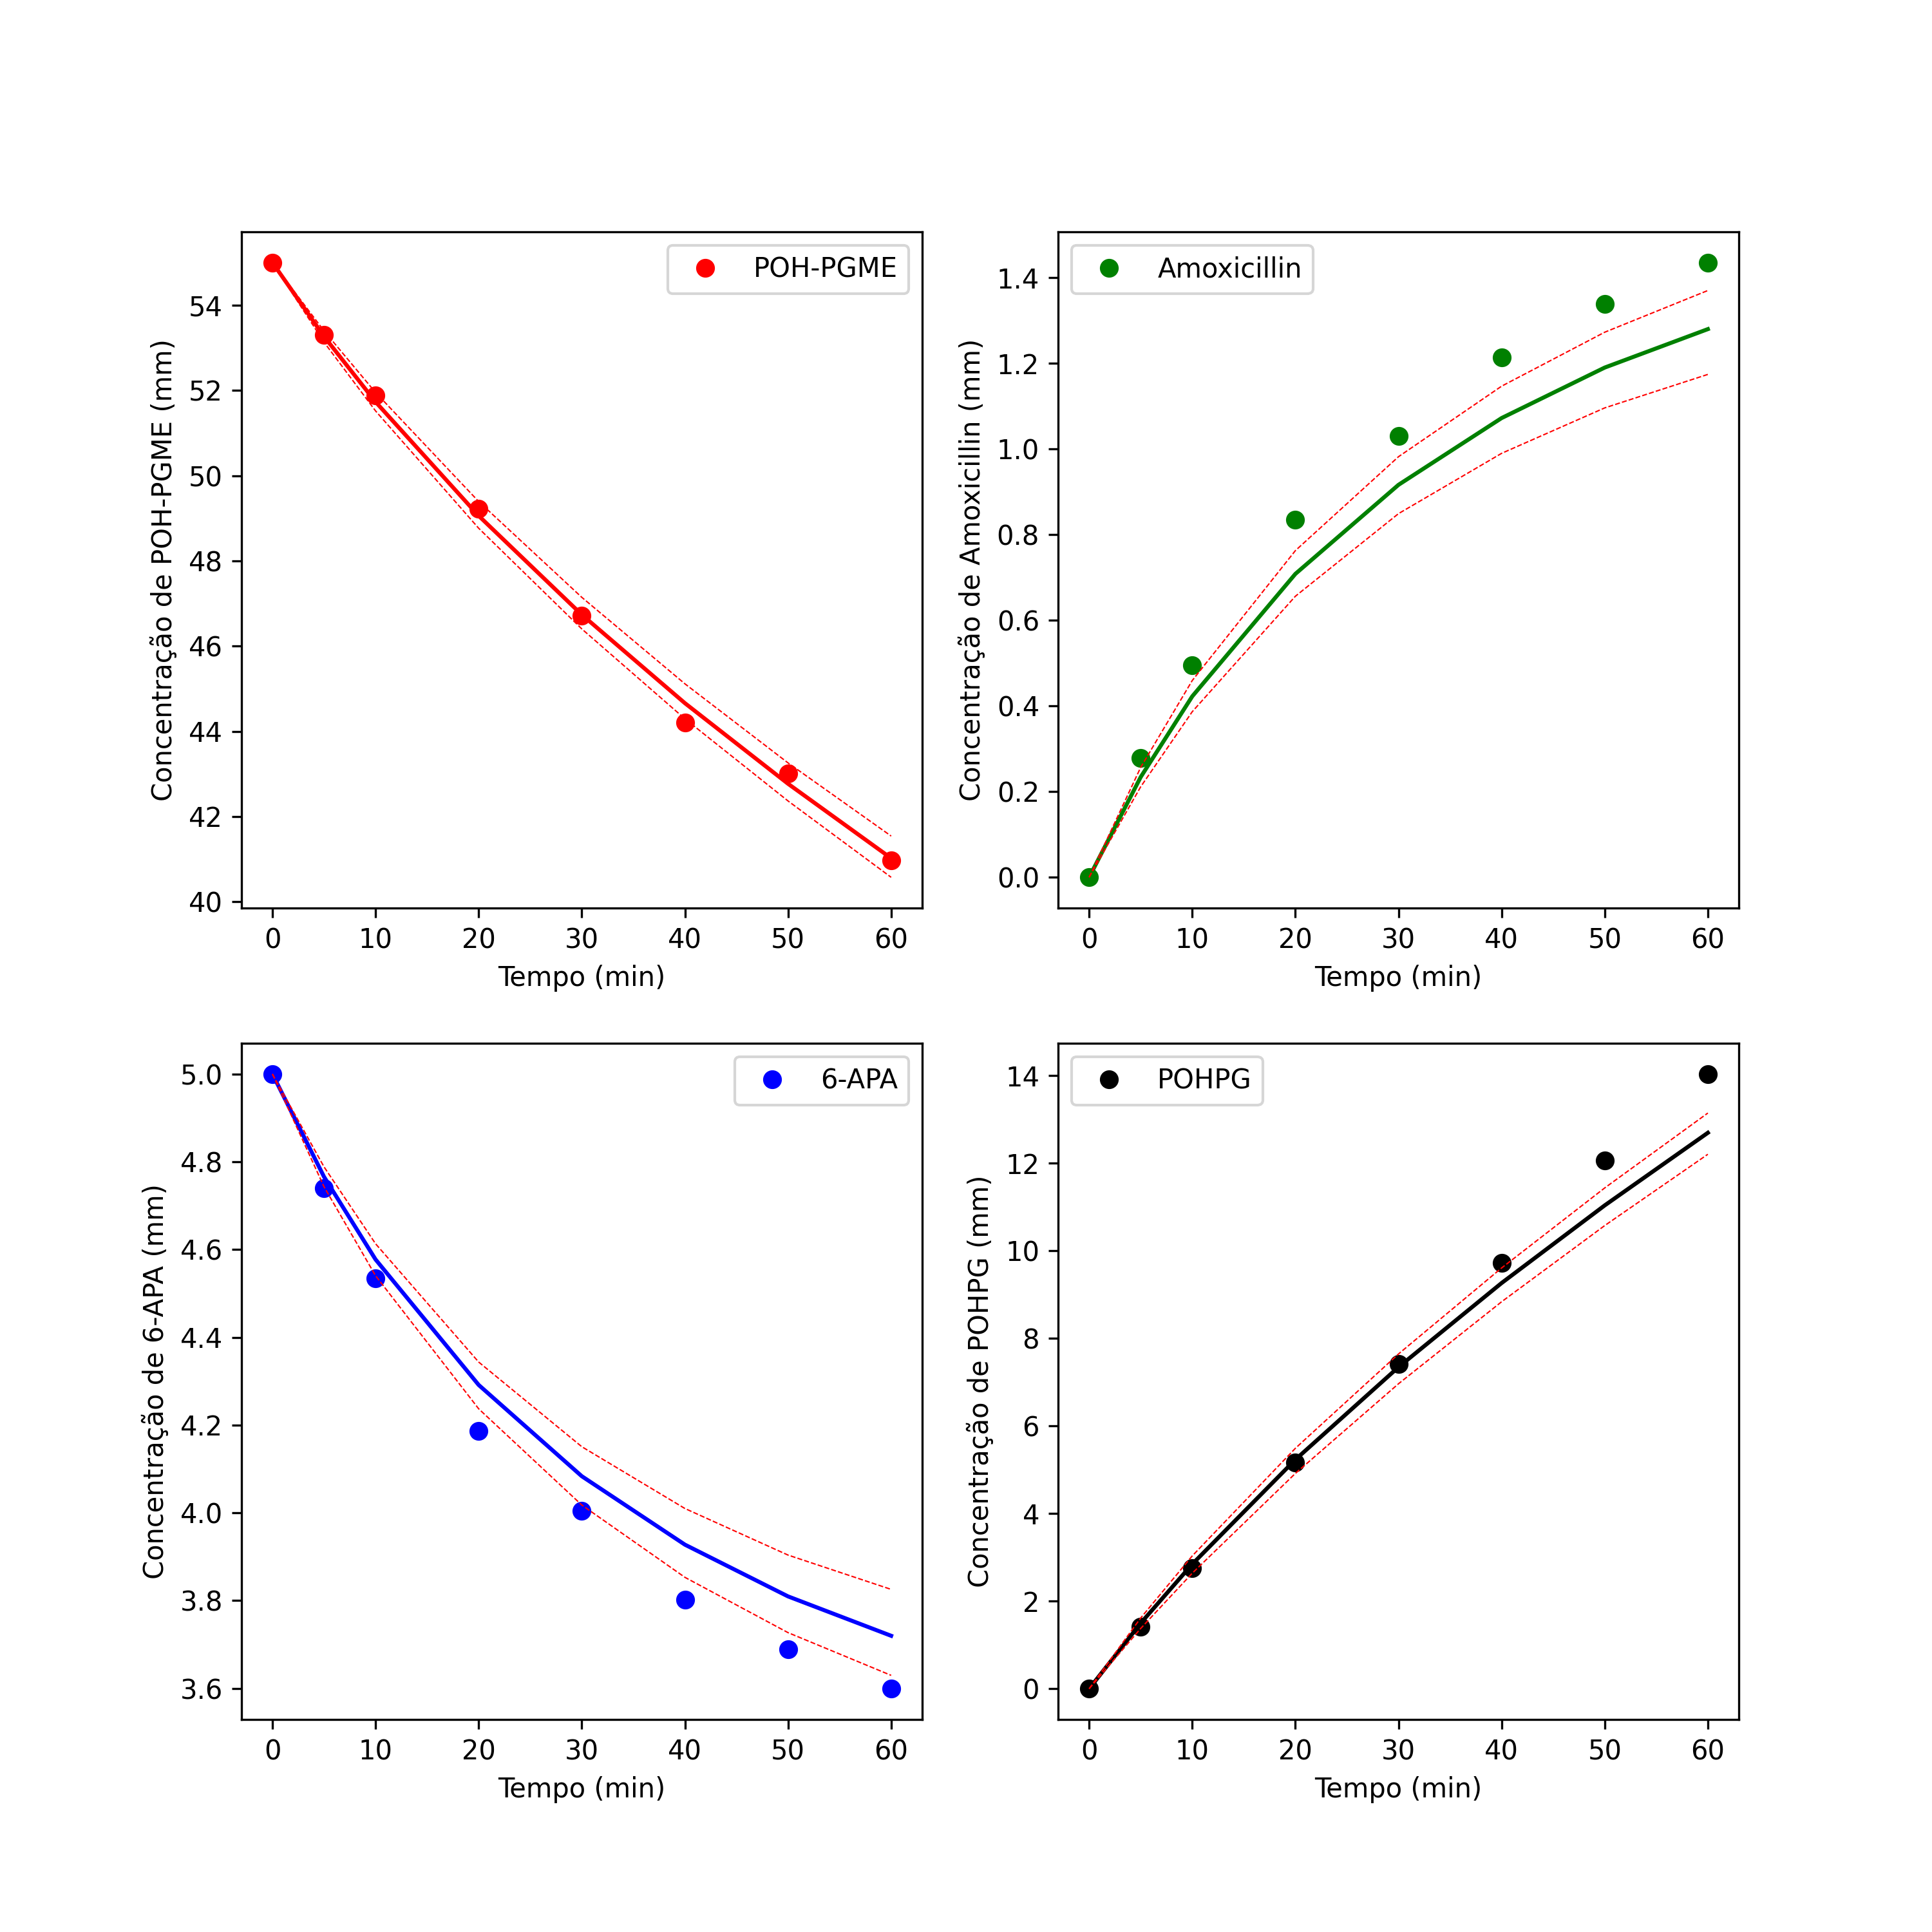 POH-PGME
Concentração de POH-PGME (mm)
54
52
50
48
46
44
42
40
0 10 20 30 40 50 60
Tempo (min)
Amoxicillin
Concentração de Amoxicillin (mm)
1.4
1.2
1.0
0.8
0.6
0.4
0.2
0.0
0 10 20 30 40 50 60
Tempo (min)
6-APA
Concentração de 6-APA (mm)
5.0
4.8
4.6
4.4
4.2
4.0
3.8
3.6
0 10 20 30 40 50 60
Tempo (min)
POHPG
Concentração de POHPG (mm)
14
12
10
8
6
4
2
0
0 10 20 30 40 50 60
Tempo (min)